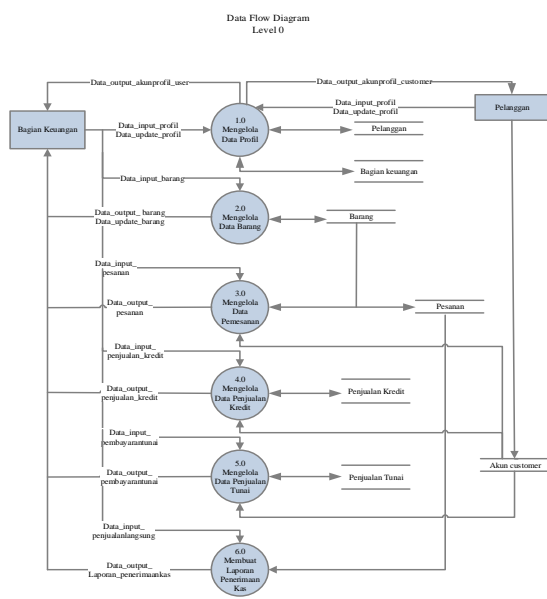 Data Flow Diagram
Level 0
Data_output_akunprofil_user
Data_output_akunprofil_customer
Bagian Keuangan
Data_input_profil
Data_update_profil
1.0
Mengelola
Data Profil
Data_input_profil
Data_update_profil
Pelanggan
Pelanggan
Bagian keuangan
Data_input_barang
2.0
Mengelola
Data Barang
Data_output_barang
Data_update_barang
Barang
Data_input_
pesanan
3.0
Mengelola
Data
Pemesanan
Data_output_
pesanan
Pesanan
Data_input_
penjualan_kredit
4.0
Mengelola
Data Penjualan
Kredit
Data_output_
penjualan_kredit
Penjualan Kredit
Data_input_
pembayarantunai
5.0
Mengelola
Data Penjualan
Tunai
Data_output_
pembayarantunai
Penjualan Tunai
Akun customer
Data_input_
penjualanlangsung
6.0
Membuat
Laporan
Penerimaan
Kas
Data_output_
Laporan_penerimaankas